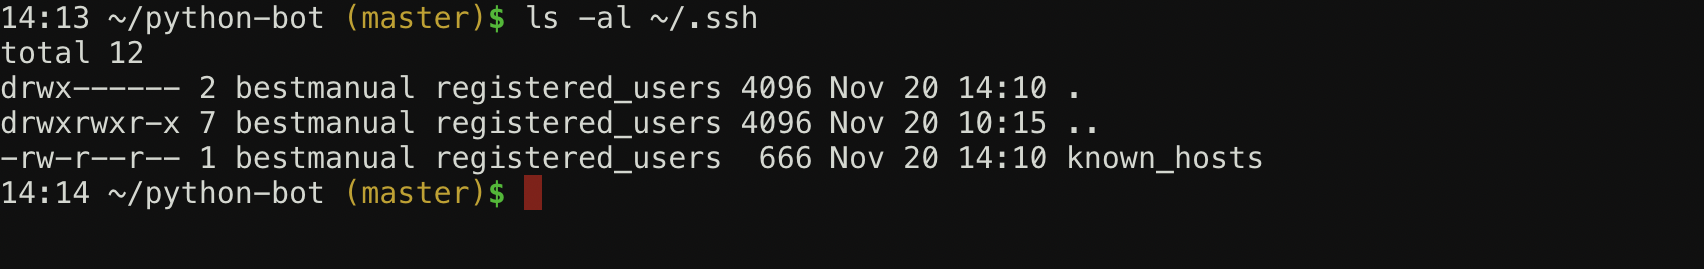 14:13 ~/python-bot (master)$ ls -al ~/.ssh
total 12
drwx------ 2 bestmanual registered_users 4096 Nov 20 14:10 .
drwxrwxr-x 7 bestmanual registered_users 4096 Nov 20 10:15 ..
-rw-r--r-- 1 bestmanual registered_users  666 Nov 20 14:10 known_hosts
14:14 ~/python-bot (master)$